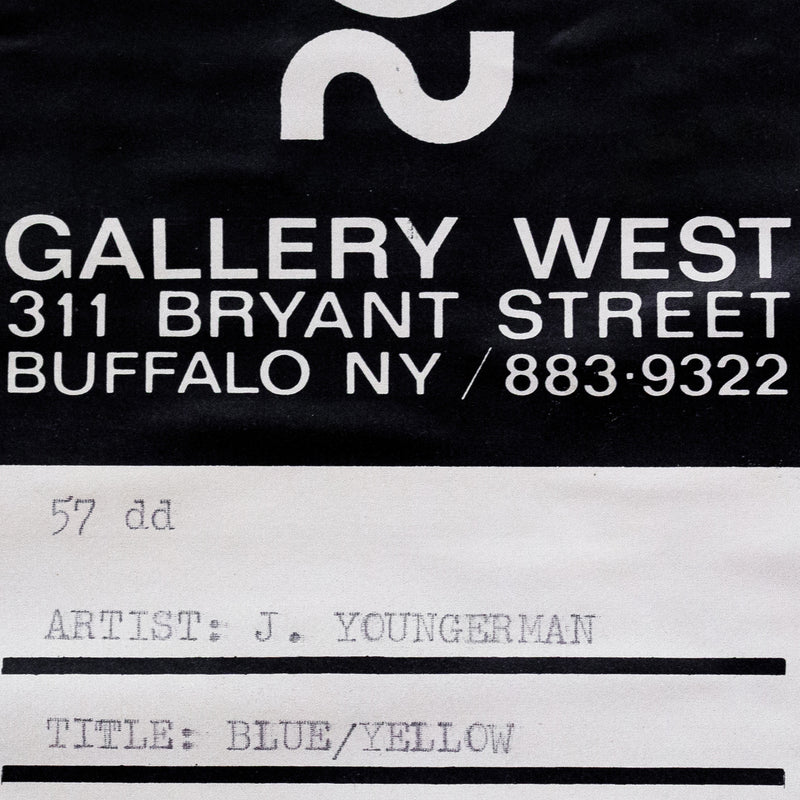 GALLERY WEST
311 BRYANT STREET
BUFFALO NY / 883·9322
57 dd
ARTIST: J. YOUNGERMAN
TITLE: BLUE/YELLOW